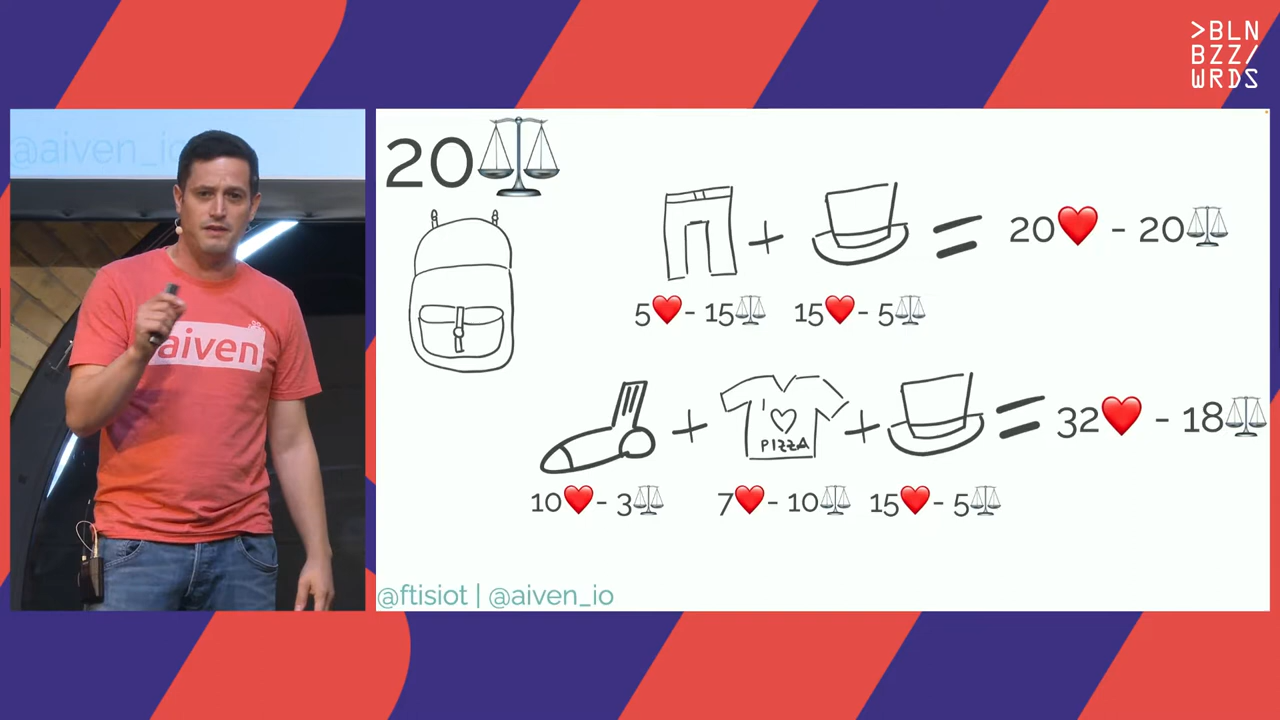 >BLN
BZZ/
WRDS
@aiven_io
aiven
20
20❤️ - 20⚖️
5❤️ - 15⚖️ 15❤️ - 5⚖️
PIZZA
32❤️ - 18⚖️
10❤️ - 3⚖️ 7❤️ - 10⚖️ 15❤️ - 5⚖️
@ftisiot | @aiven_io